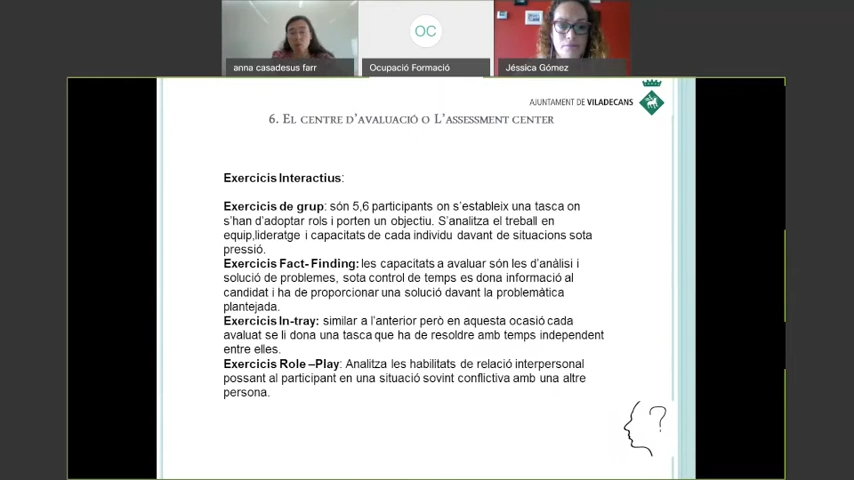 OC
anna casadesus farr
Ocupació Formació
Jéssica Gómez
AJUNTAMENT DE VILADECANS
6. EL CENTRE D'AVALUACIÓ O L'ASSESSMENT CENTER
Exercicis Interactius:
Exercicis de grup: són 5,6 participants on s'estableix una tasca on
s'han d'adoptar rols i porten un objectiu. S'analitza el treball en
equip,lideratge i capacitats de cada individu davant de situacions sota
pressió.
Exercicis Fact- Finding: les capacitats a avaluar són les d'anàlisi i
solució de problemes, sota control de temps es dona informació al
candidat i ha de proporcionar una solució davant la problemàtica
plantejada.
Exercicis In-tray: similar a l'anterior però en aquesta ocasió cada
avaluat se li dona una tasca que ha de resoldre amb temps independent
entre elles.
Exercicis Role –Play: Analitza les habilitats de relació interpersonal
possant al participant en una situació sovint conflictiva amb una altre
persona.
?